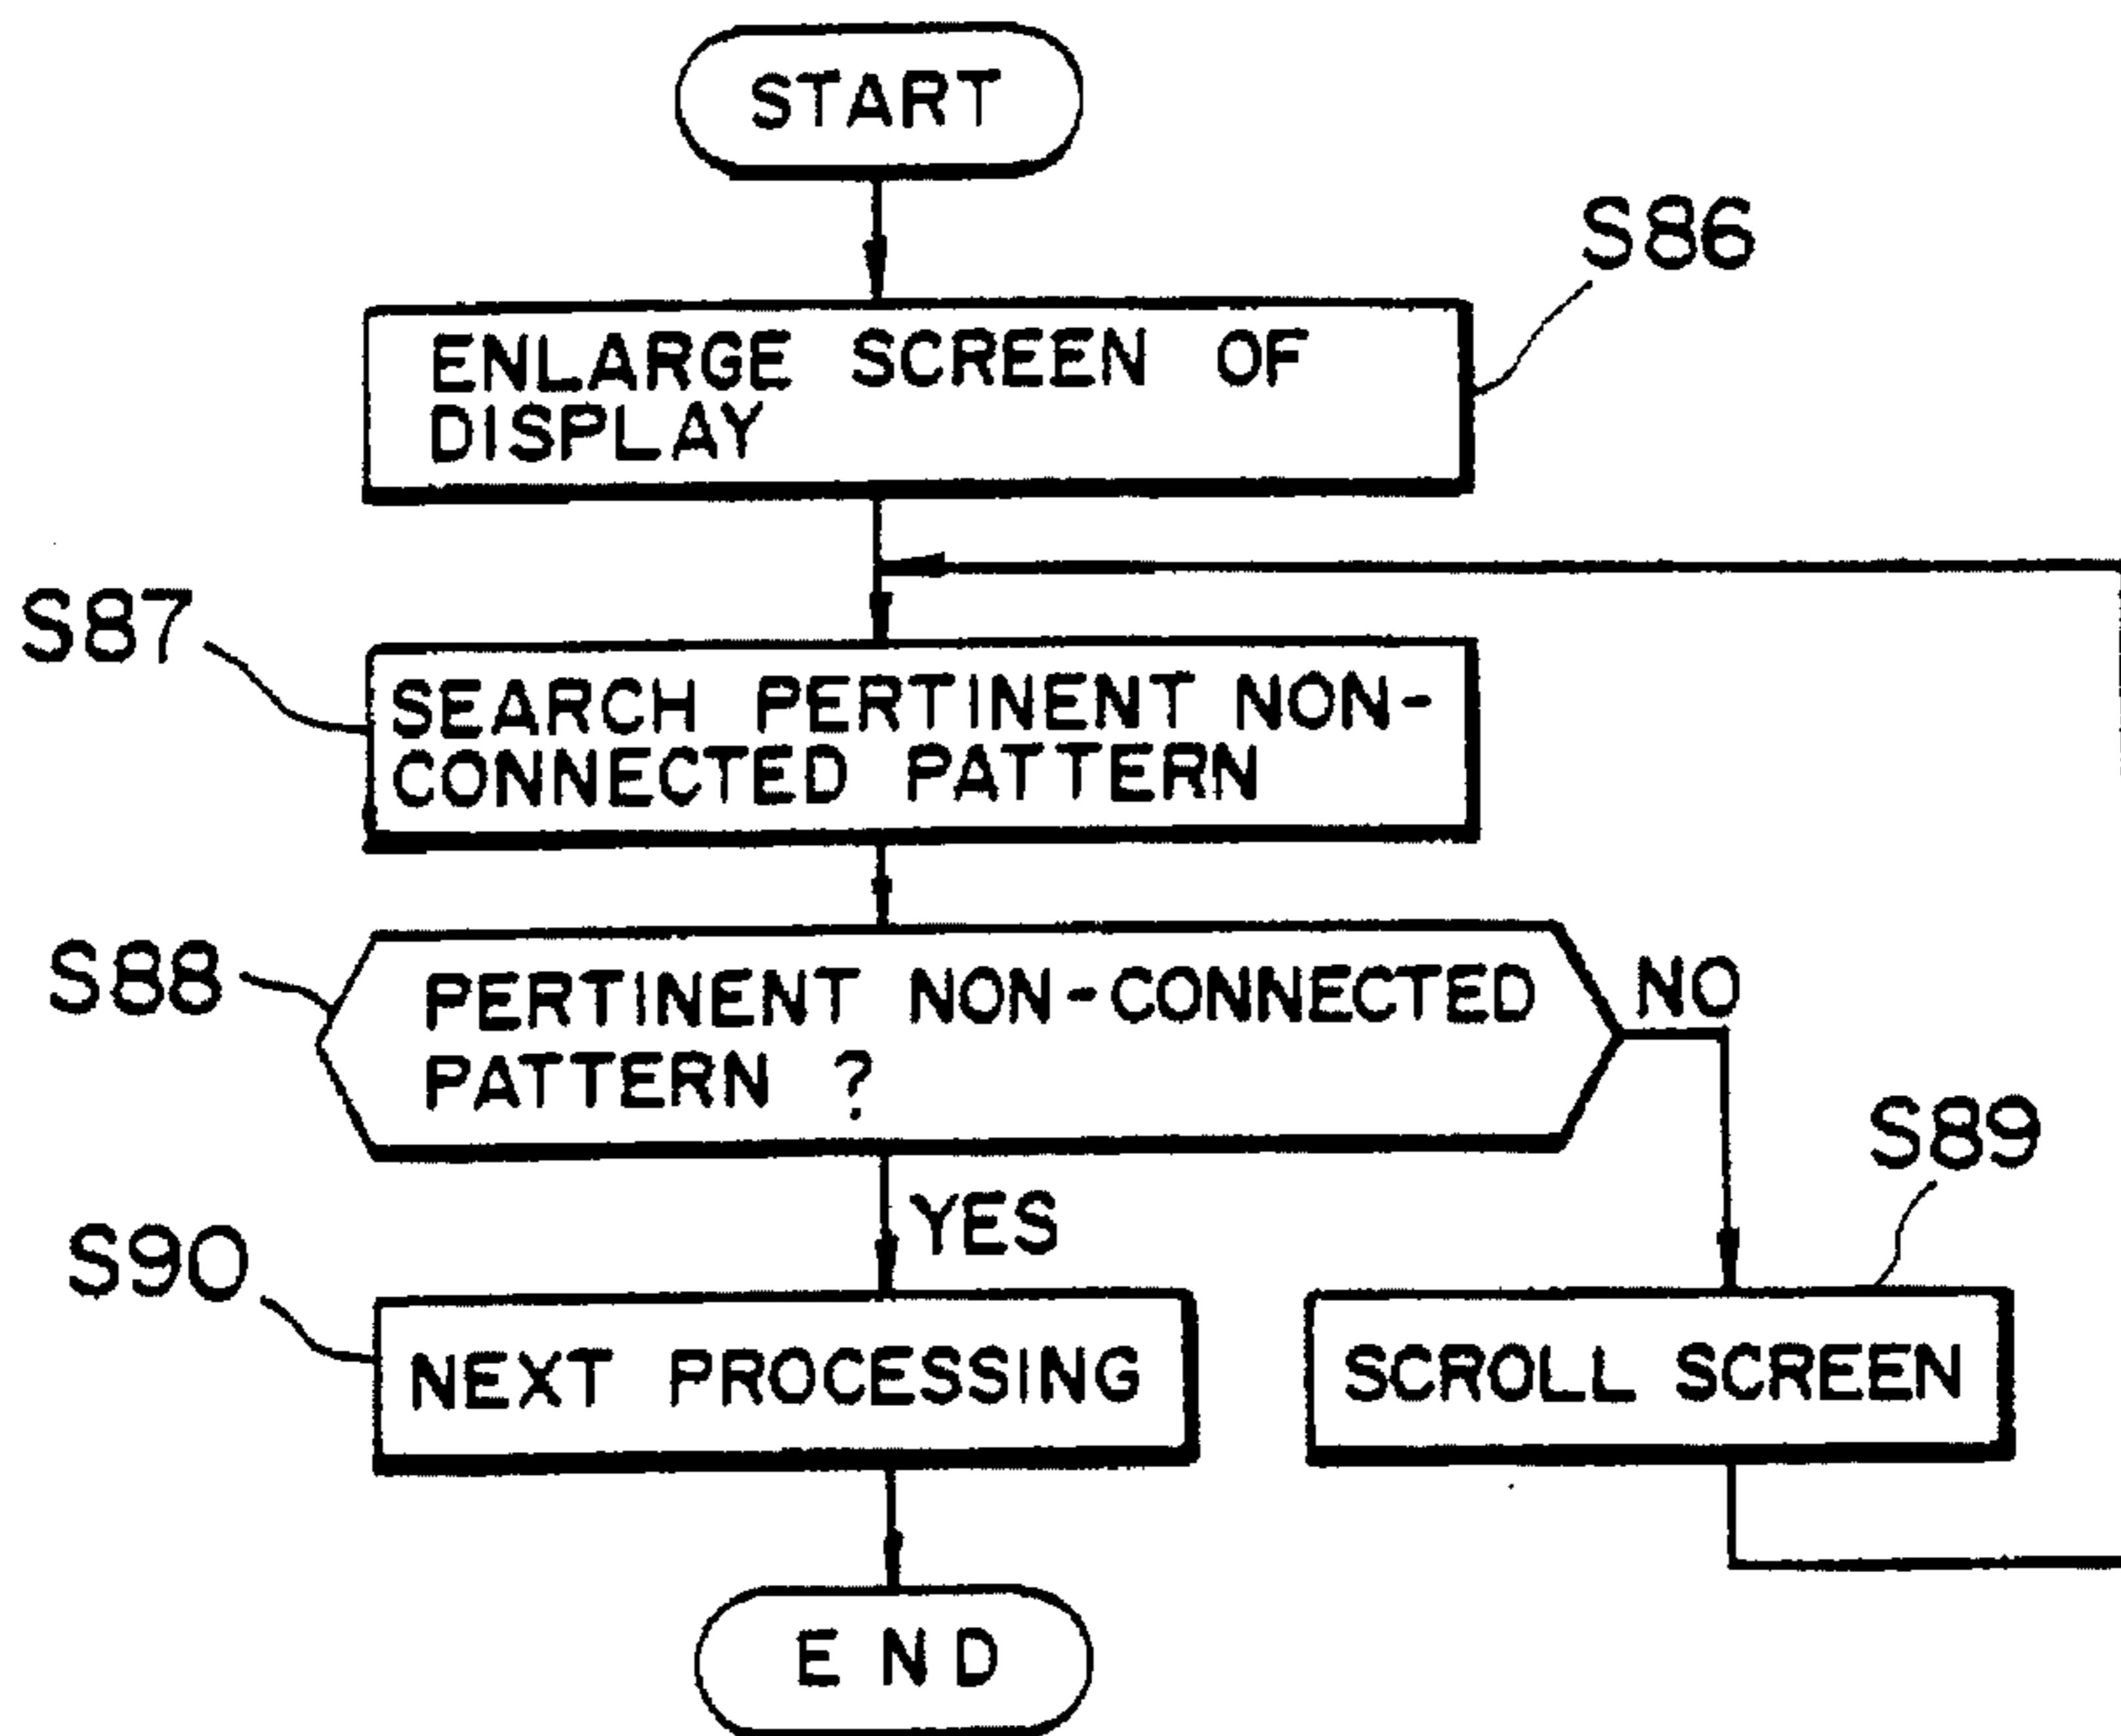 START
S86
ENLARGE SCREEN OF
DISPLAY
S87
SEARCH PERTINENT NON-
CONNECTED PATTERN
S88
PERTINENT NON-CONNECTED
PATTERN ?
NO
YES
S89
S90
NEXT PROCESSING
SCROLL SCREEN
END